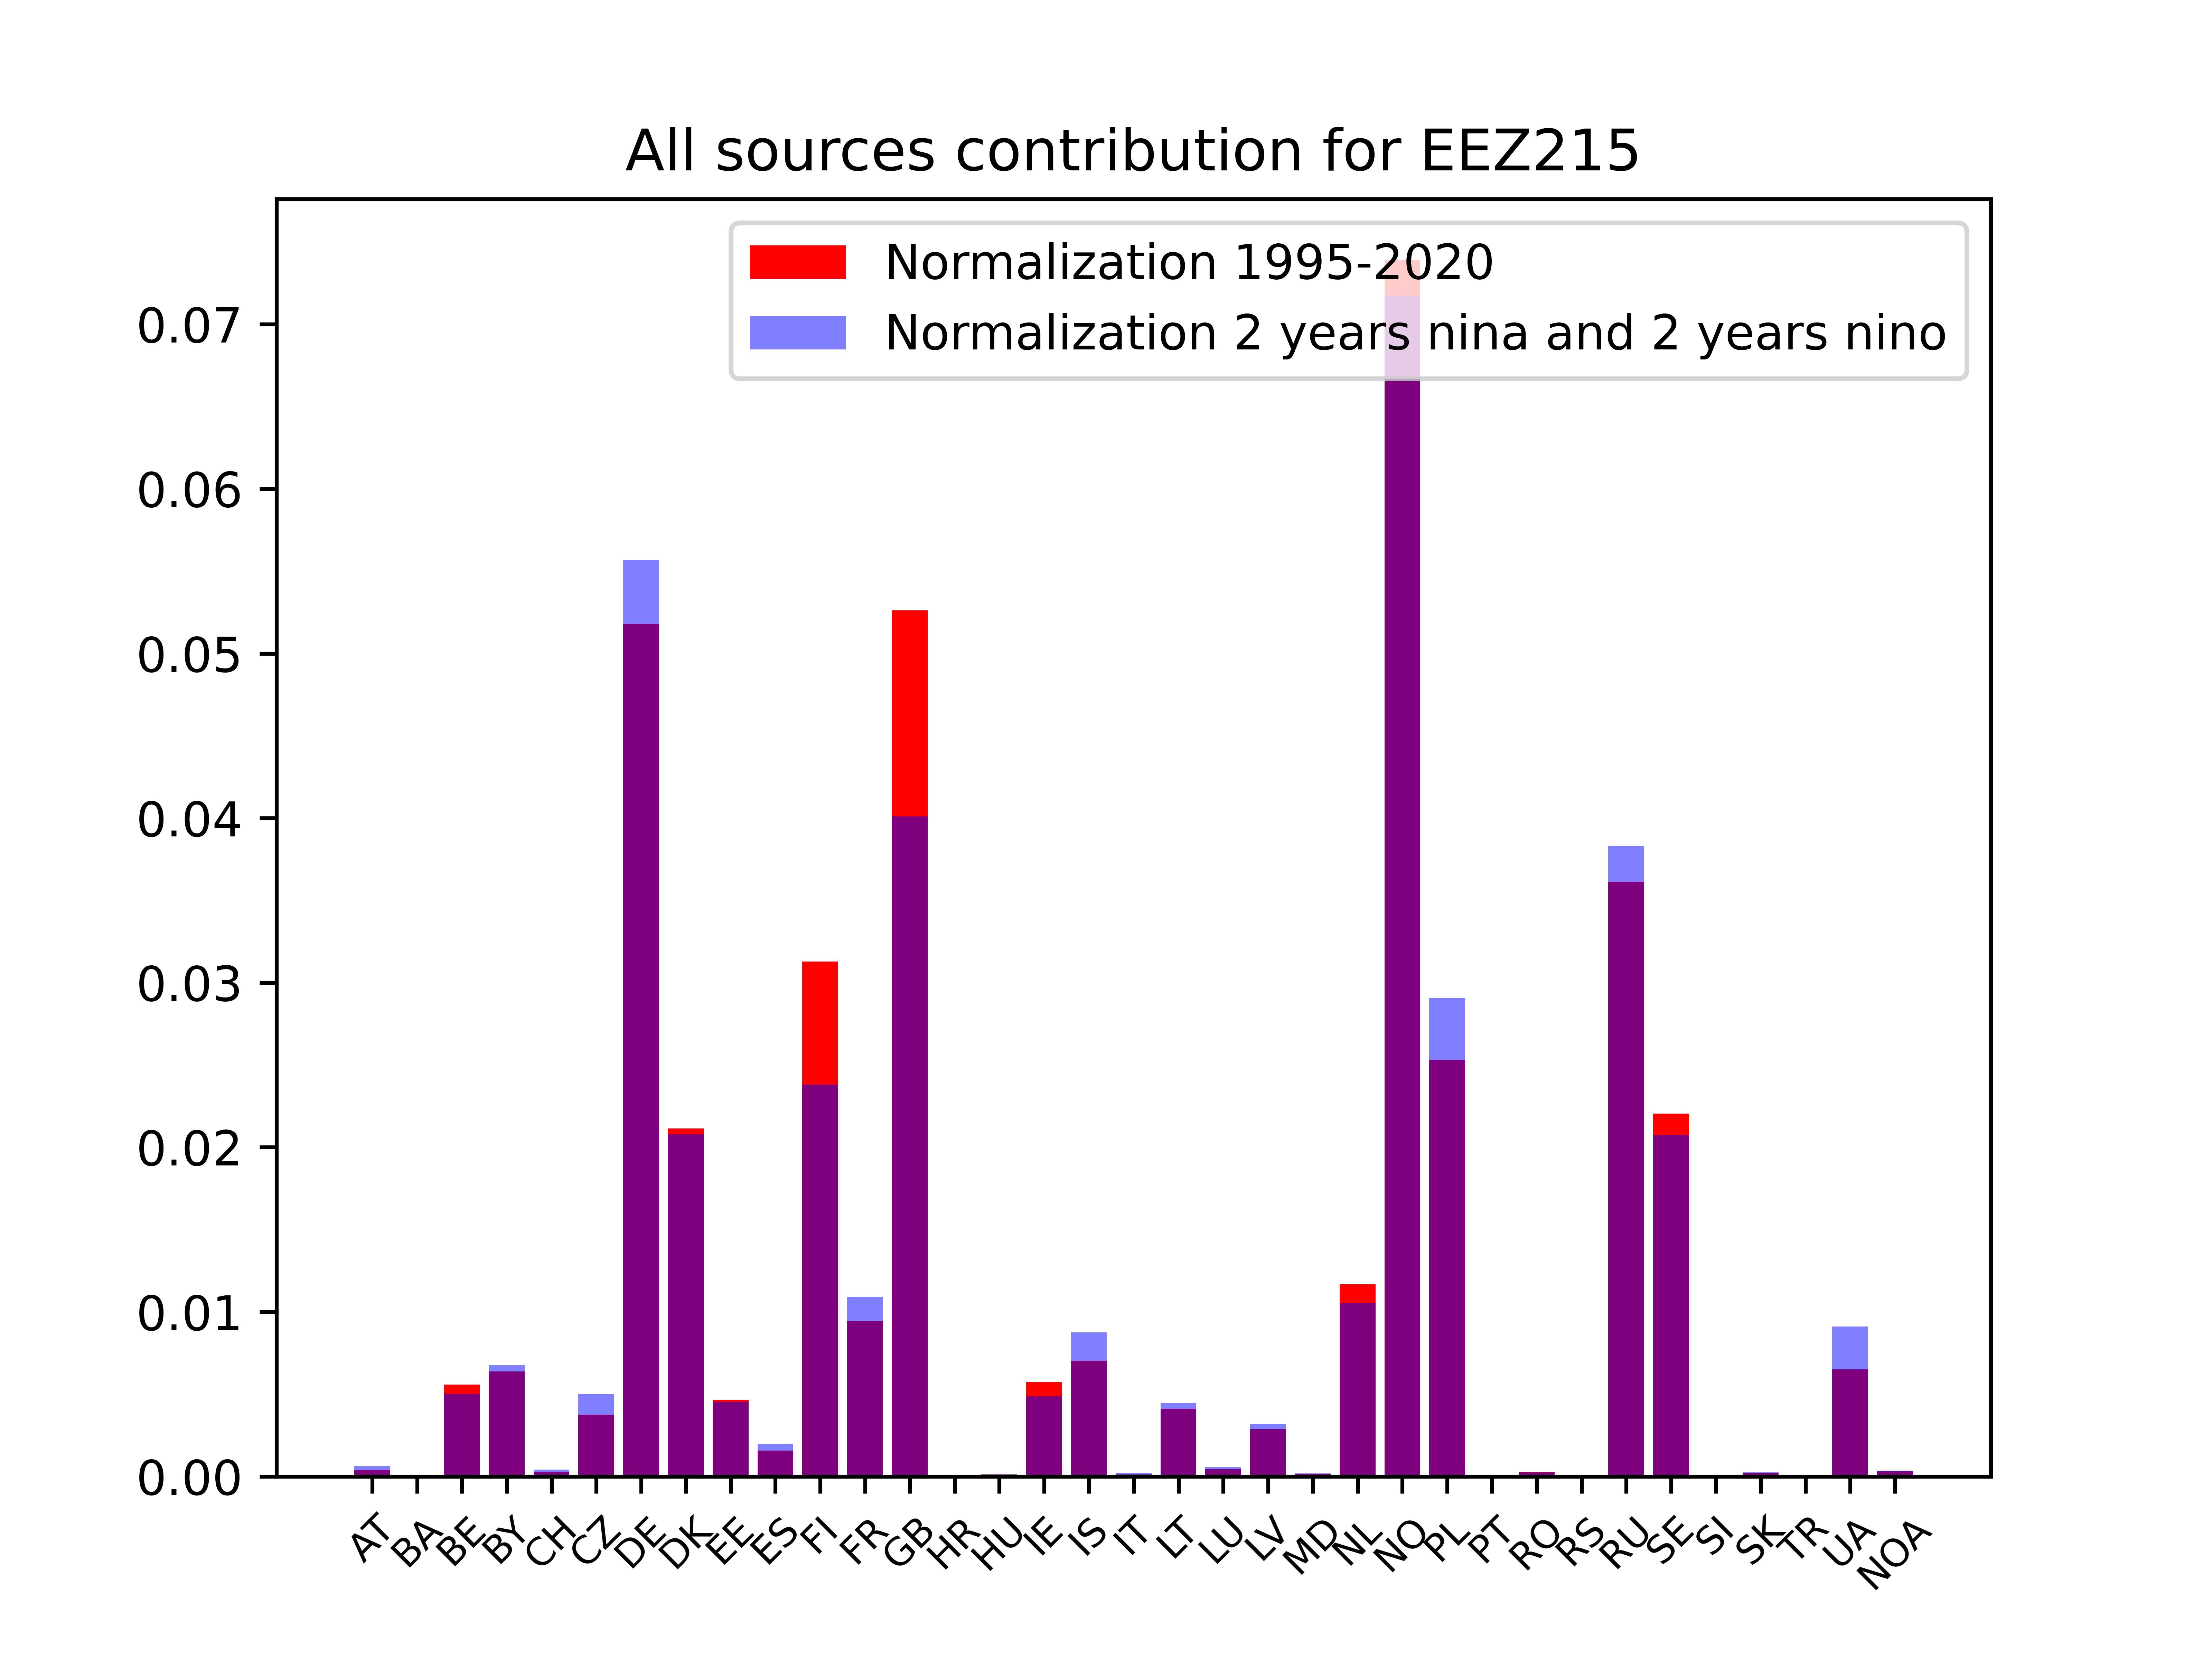 All sources contribution for EEZ215
Normalization 1995-2020
Normalization 2 years nina and 2 years nino
0.07
0.06
0.05
0.04
0.03
0.02
0.01
0.00
AT BA BE BY CH CZ DE DK EE ES FI FR GB HR HU IE IS IT LT LU LV MD NL NO PL PT RO RS RU SE SI SK TR UA NOA